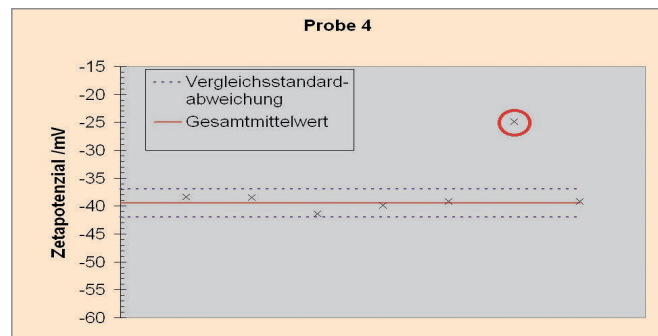 Probe 4
Zetapotenzial /mV
-15
-20
-25
-30
-35
-40
-45
-50
-55
-60
Vergleichsstandard-
abweichung
Gesamtmittelwert